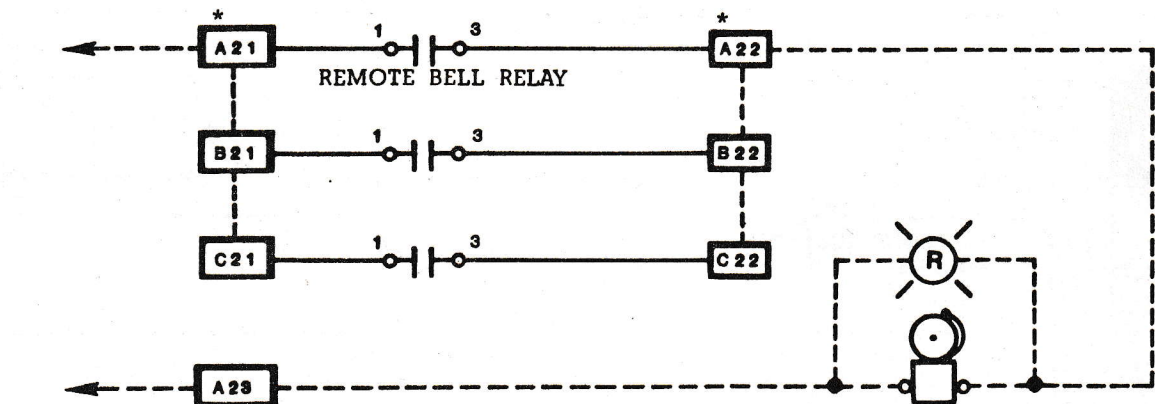 * *
A21 1 3 A22
REMOTE BELL RELAY
B21 1 3 B22
C21 1 3 C22
R
A23